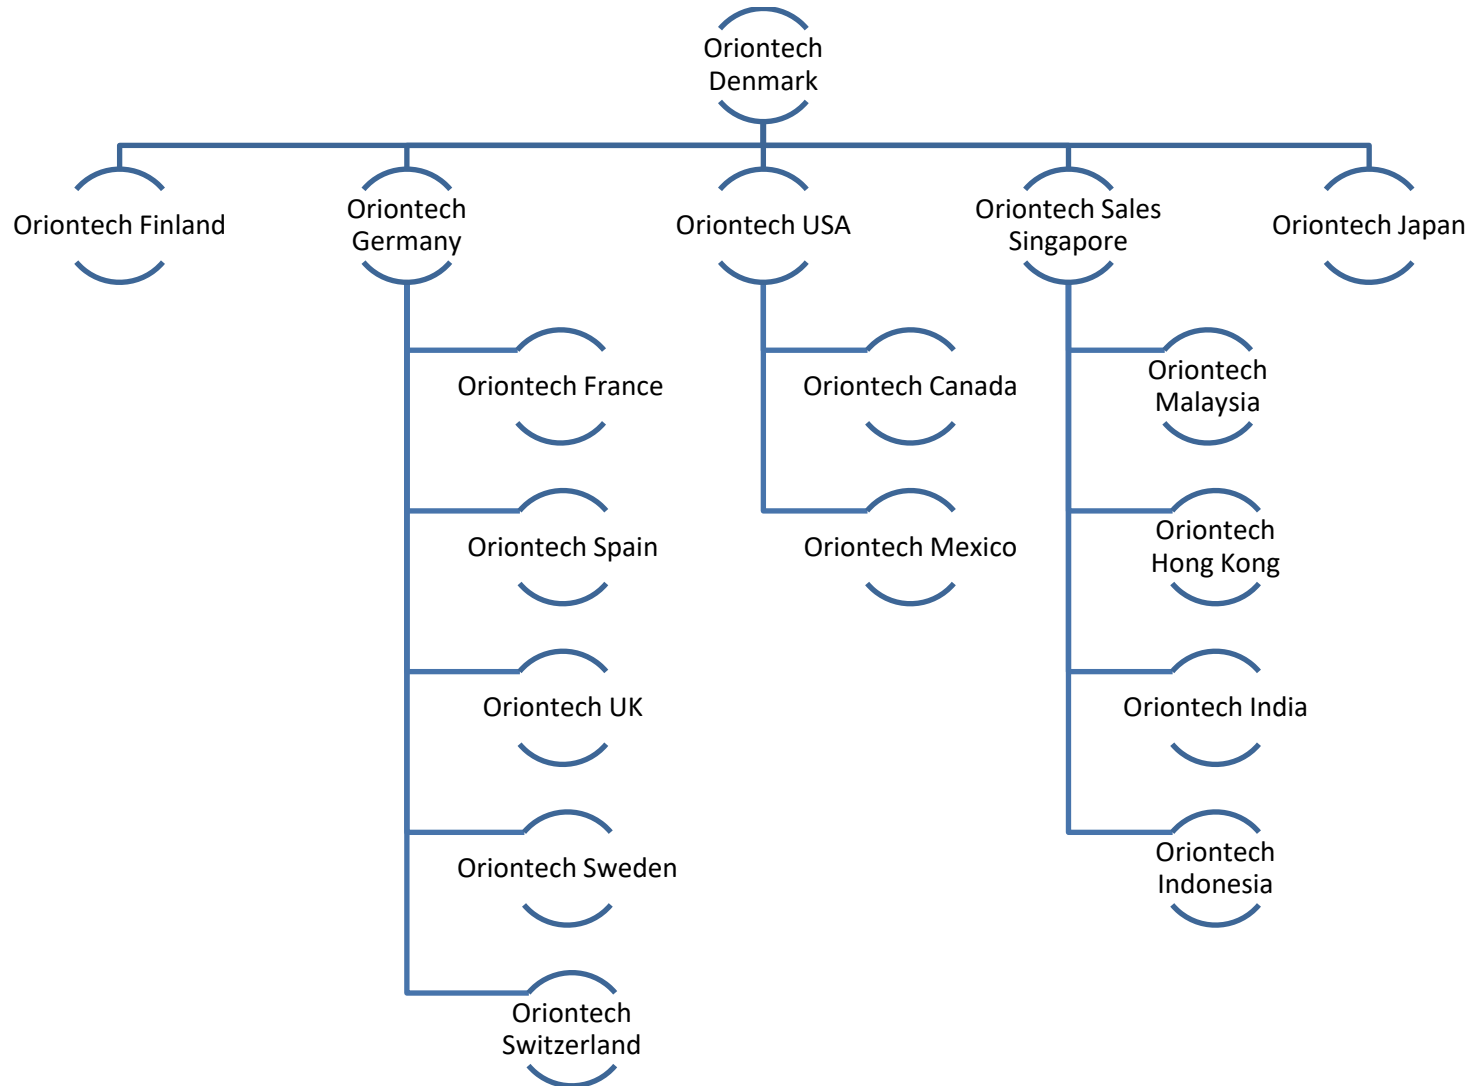 Oriontech
Denmark
Oriontech Finland
Oriontech
Germany
Oriontech USA
Oriontech Sales
Singapore
Oriontech Japan
Oriontech France
Oriontech Canada
Oriontech
Malaysia
Oriontech Spain
Oriontech Mexico
Oriontech
Hong Kong
Oriontech UK
Oriontech India
Oriontech Sweden
Oriontech
Indonesia
Oriontech
Switzerland